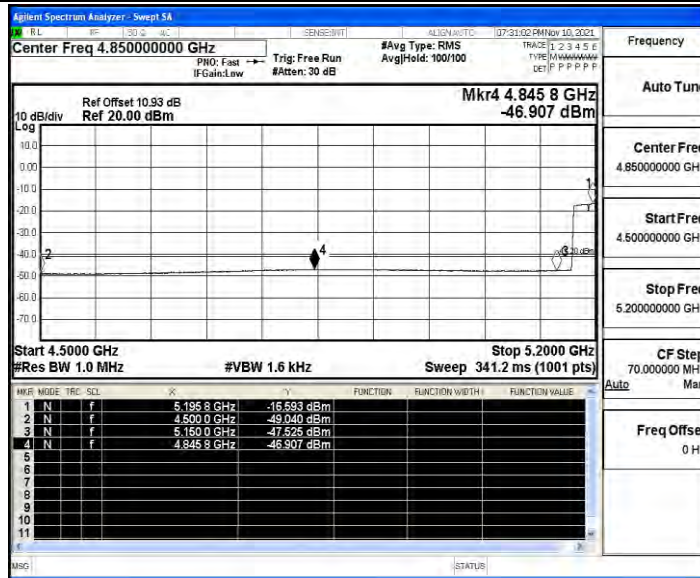 Agilent Spectrum Analyzer - Swept SA
RL RF 50 Ω AC SENSE:INT ALIGN AUTO 07:31:02 PM Nov 10, 2021
Center Freq 4.850000000 GHz #Avg Type: RMS TRACE 1 2 3 4 5 6
PNO: Fast Trig: Free Run Avg|Hold: 100/100 TYPE M WWWWW
IFGain:Low #Atten: 30 dB DET P P P P P P
Mkr4 4.845 8 GHz
Ref Offset 10.93 dB
10 dB/div Ref 20.00 dBm -46.907 dBm
Log
10.0
0.00
-10.0
-20.0
-30.0
-40.0
-50.0
-60.0
-70.0
1
2
4
3
Start 4.5000 GHz Stop 5.2000 GHz
#Res BW 1.0 MHz #VBW 1.6 kHz Sweep 341.2 ms (1001 pts)
MKR MODE TRC SCL X Y FUNCTION FUNCTION WIDTH FUNCTION VALUE
1 N f 5.195 8 GHz -16.593 dBm
2 N f 4.500 0 GHz -49.040 dBm
3 N f 5.150 0 GHz -47.525 dBm
4 N f 4.845 8 GHz -46.907 dBm
5
6
7
8
9
10
11
MSG STATUS
Frequency
Auto Tun
Center Fre
4.850000000 GH
Start Fre
4.500000000 GH
Stop Fre
5.200000000 GH
CF Step
70.000000 MH
Auto Ma
Freq Offse
0 H